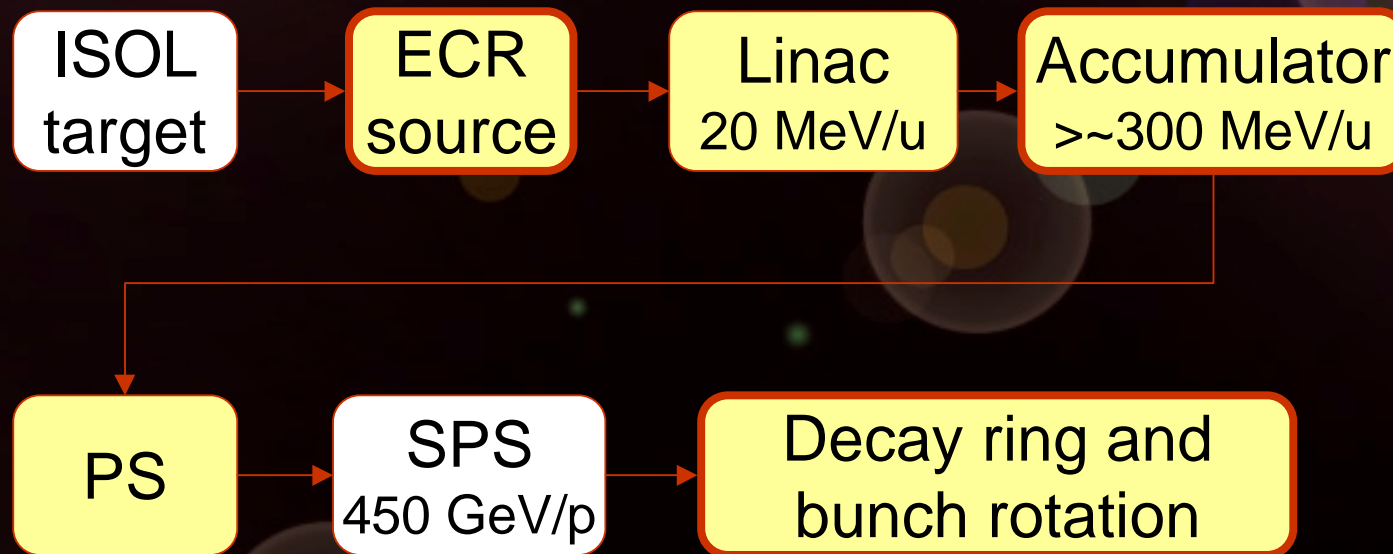 ISOL
target
ECR
source
Linac
20 MeV/u
Accumulator
>~300 MeV/u
PS
SPS
450 GeV/p
Decay ring and
bunch rotation